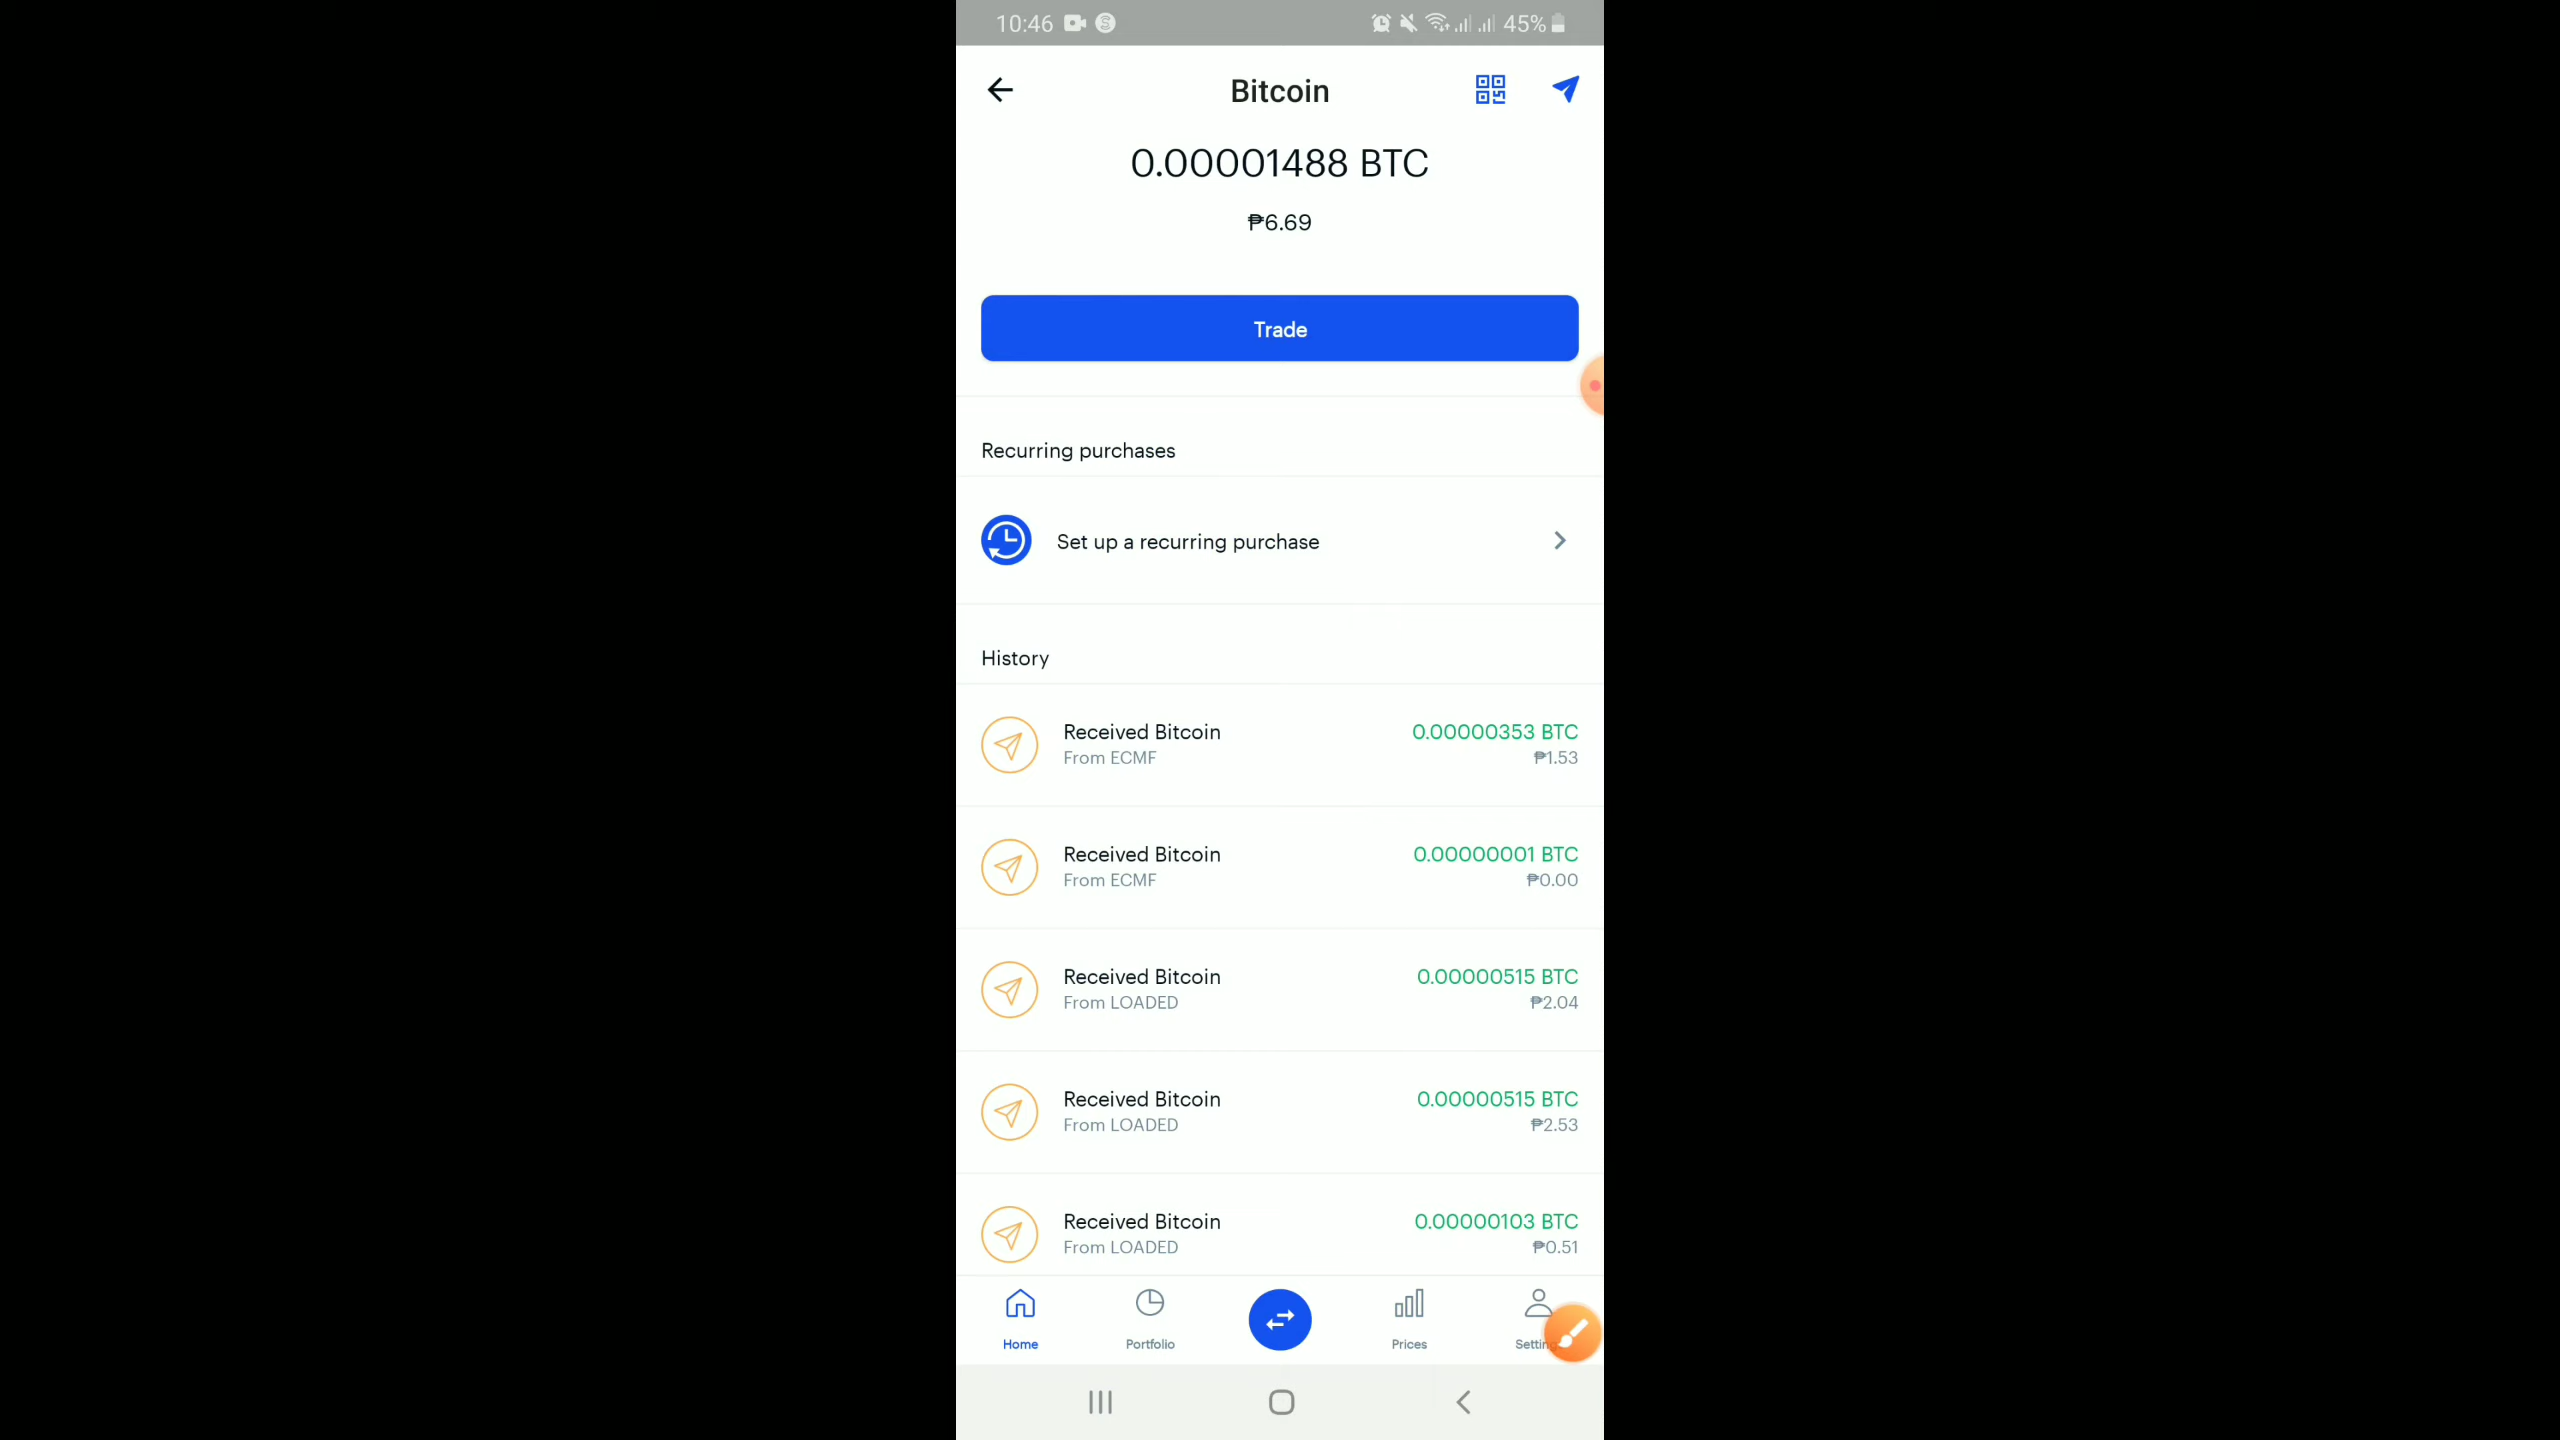 10:46
45%
Bitcoin
0.00001488 BTC
₱6.69
Trade
Recurring purchases
Set up a recurring purchase
History
Received Bitcoin 0.00000353 BTC
From ECMF ₱1.53
Received Bitcoin 0.00000001 BTC
From ECMF ₱0.00
Received Bitcoin 0.00000515 BTC
From LOADED ₱2.04
Received Bitcoin 0.00000515 BTC
From LOADED ₱2.53
Received Bitcoin 0.00000103 BTC
From LOADED ₱0.51
Home Portfolio Prices